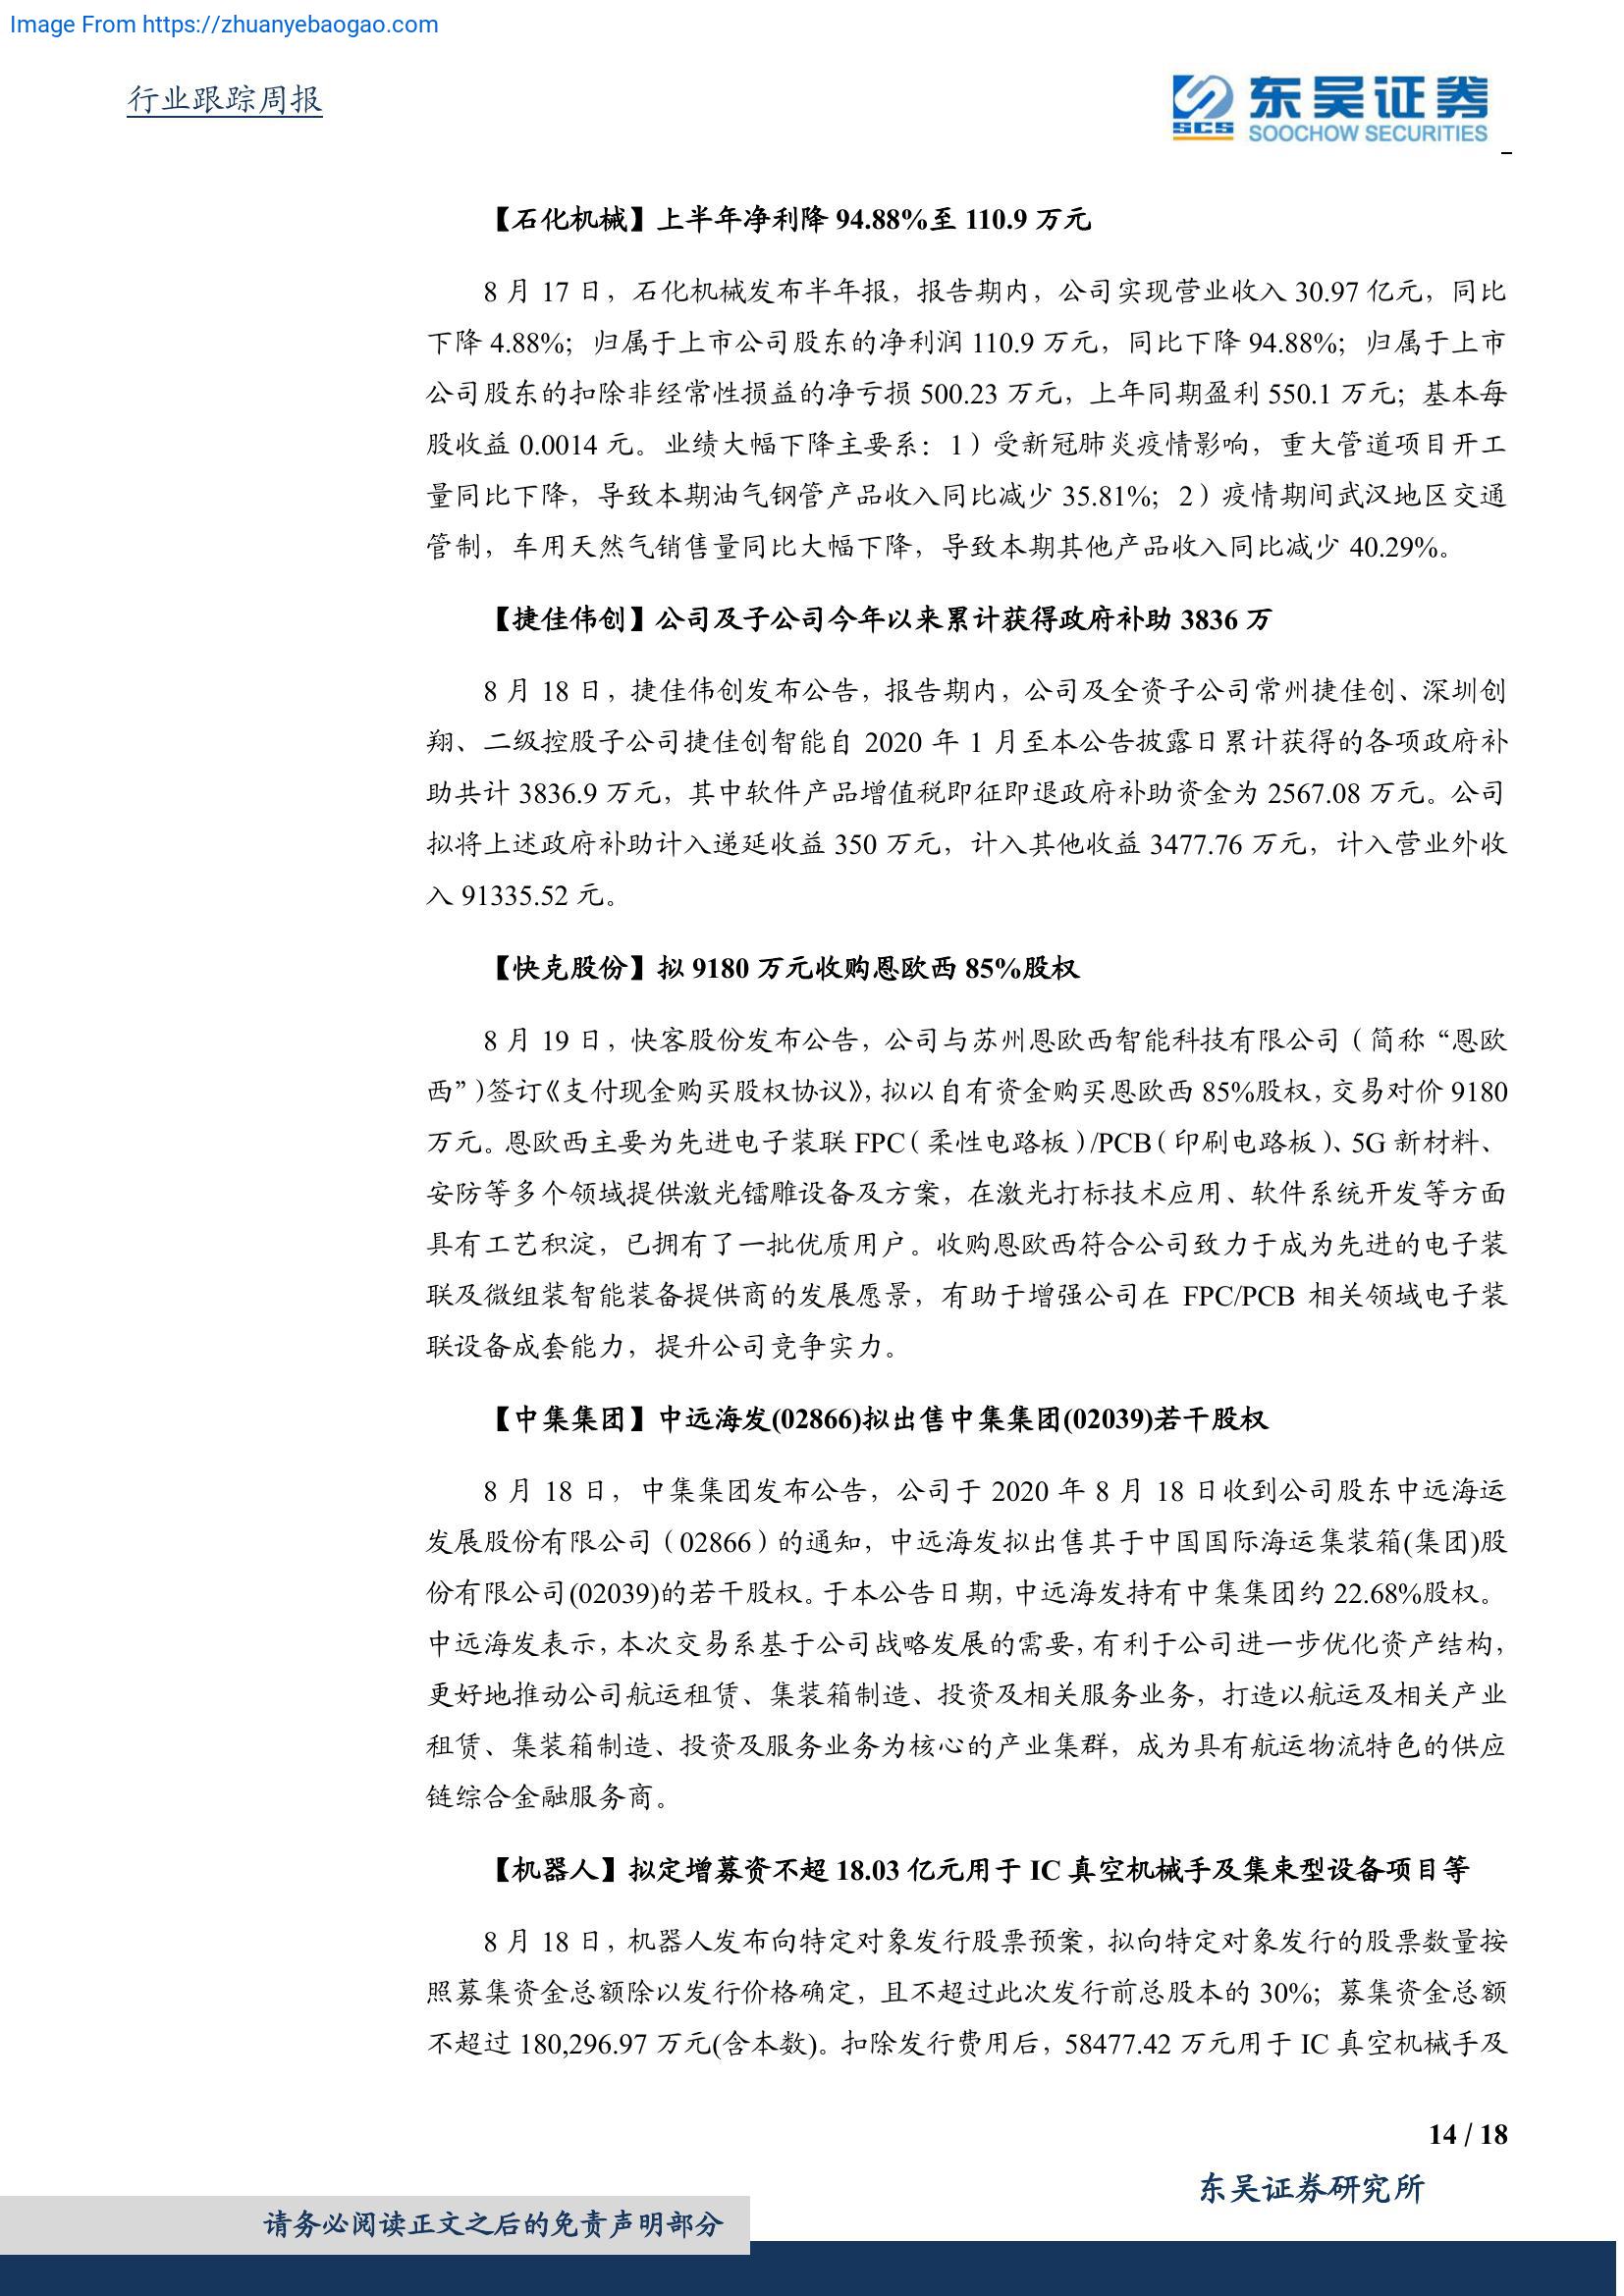 Image From https://zhuanyebaogao.com
行业跟踪周报
SCS 东吴证券
SOOCHOW SECURITIES
【石化机械】上半年净利降 94.88%至 110.9 万元
8 月 17 日，石化机械发布半年报，报告期内，公司实现营业收入 30.97 亿元，同比
下降 4.88%；归属于上市公司股东的净利润 110.9 万元，同比下降 94.88%；归属于上市
公司股东的扣除非经常性损益的净亏损 500.23 万元，上年同期盈利 550.1 万元；基本每
股收益 0.0014 元。业绩大幅下降主要系：1）受新冠肺炎疫情影响，重大管道项目开工
量同比下降，导致本期油气钢管产品收入同比减少 35.81%；2）疫情期间武汉地区交通
管制，车用天然气销售量同比大幅下降，导致本期其他产品收入同比减少 40.29%。
【捷佳伟创】公司及子公司今年以来累计获得政府补助 3836 万
8 月 18 日，捷佳伟创发布公告，报告期内，公司及全资子公司常州捷佳创、深圳创
翔、二级控股子公司捷佳创智能自 2020 年 1 月至本公告披露日累计获得的各项政府补
助共计 3836.9 万元，其中软件产品增值税即征即退政府补助资金为 2567.08 万元。公司
拟将上述政府补助计入递延收益 350 万元，计入其他收益 3477.76 万元，计入营业外收
入 91335.52 元。
【快克股份】拟 9180 万元收购恩欧西 85%股权
8 月 19 日，快客股份发布公告，公司与苏州恩欧西智能科技有限公司（简称“恩欧
西”）签订《支付现金购买股权协议》，拟以自有资金购买恩欧西 85%股权，交易对价 9180
万元。恩欧西主要为先进电子装联 FPC（柔性电路板）/PCB（印刷电路板）、5G 新材料、
安防等多个领域提供激光镭雕设备及方案，在激光打标技术应用、软件系统开发等方面
具有工艺积淀，已拥有了一批优质用户。收购恩欧西符合公司致力于成为先进的电子装
联及微组装智能装备提供商的发展愿景，有助于增强公司在 FPC/PCB 相关领域电子装
联设备成套能力，提升公司竞争实力。
【中集集团】中远海发(02866)拟出售中集集团(02039)若干股权
8 月 18 日，中集集团发布公告，公司于 2020 年 8 月 18 日收到公司股东中远海运
发展股份有限公司（02866）的通知，中远海发拟出售其于中国国际海运集装箱(集团)股
份有限公司(02039)的若干股权。于本公告日期，中远海发持有中集集团约 22.68%股权。
中远海发表示，本次交易系基于公司战略发展的需要，有利于公司进一步优化资产结构，
更好地推动公司航运租赁、集装箱制造、投资及相关服务业务，打造以航运及相关产业
租赁、集装箱制造、投资及服务业务为核心的产业集群，成为具有航运物流特色的供应
链综合金融服务商。
【机器人】拟定增募资不超 18.03 亿元用于 IC 真空机械手及集束型设备项目等
8 月 18 日，机器人发布向特定对象发行股票预案，拟向特定对象发行的股票数量按
照募集资金总额除以发行价格确定，且不超过此次发行前总股本的 30%；募集资金总额
不超过 180,296.97 万元(含本数)。扣除发行费用后，58477.42 万元用于 IC 真空机械手及
14 / 18
东吴证券研究所
请务必阅读正文之后的免责声明部分